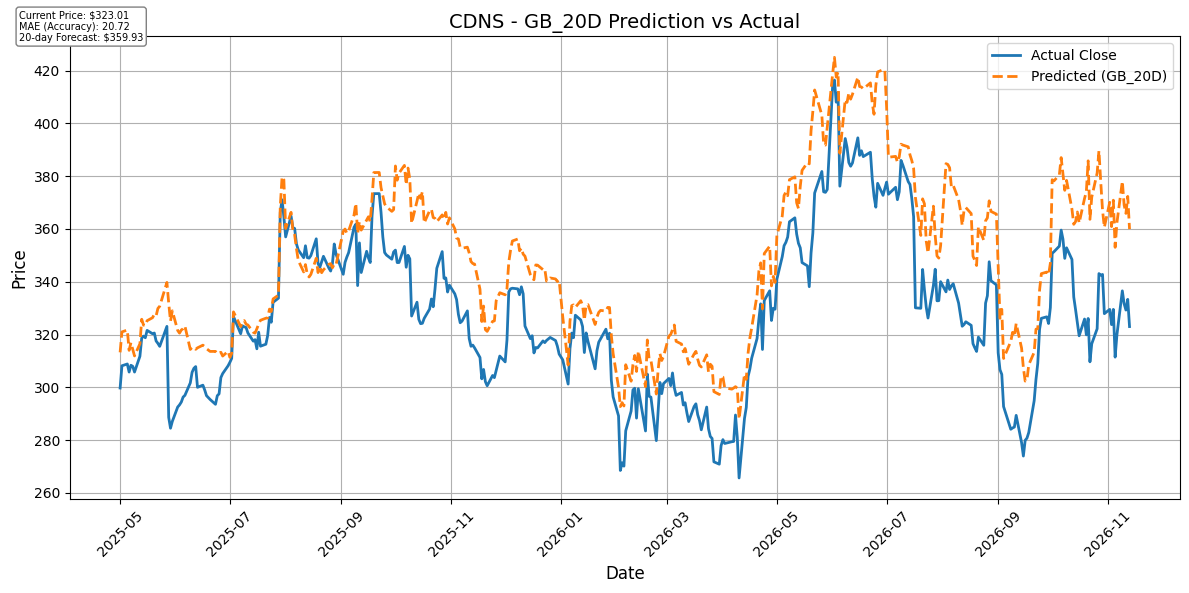 Current Price: $323.01
MAE (Accuracy): 20.72
20-day Forecast: $359.93
CDNS - GB_20D Prediction vs Actual
Actual Close
Predicted (GB_20D)
Price
420
400
380
360
340
320
300
280
260
2025-05
2025-07
2025-09
2025-11
2026-01
2026-03
2026-05
2026-07
2026-09
2026-11
Date